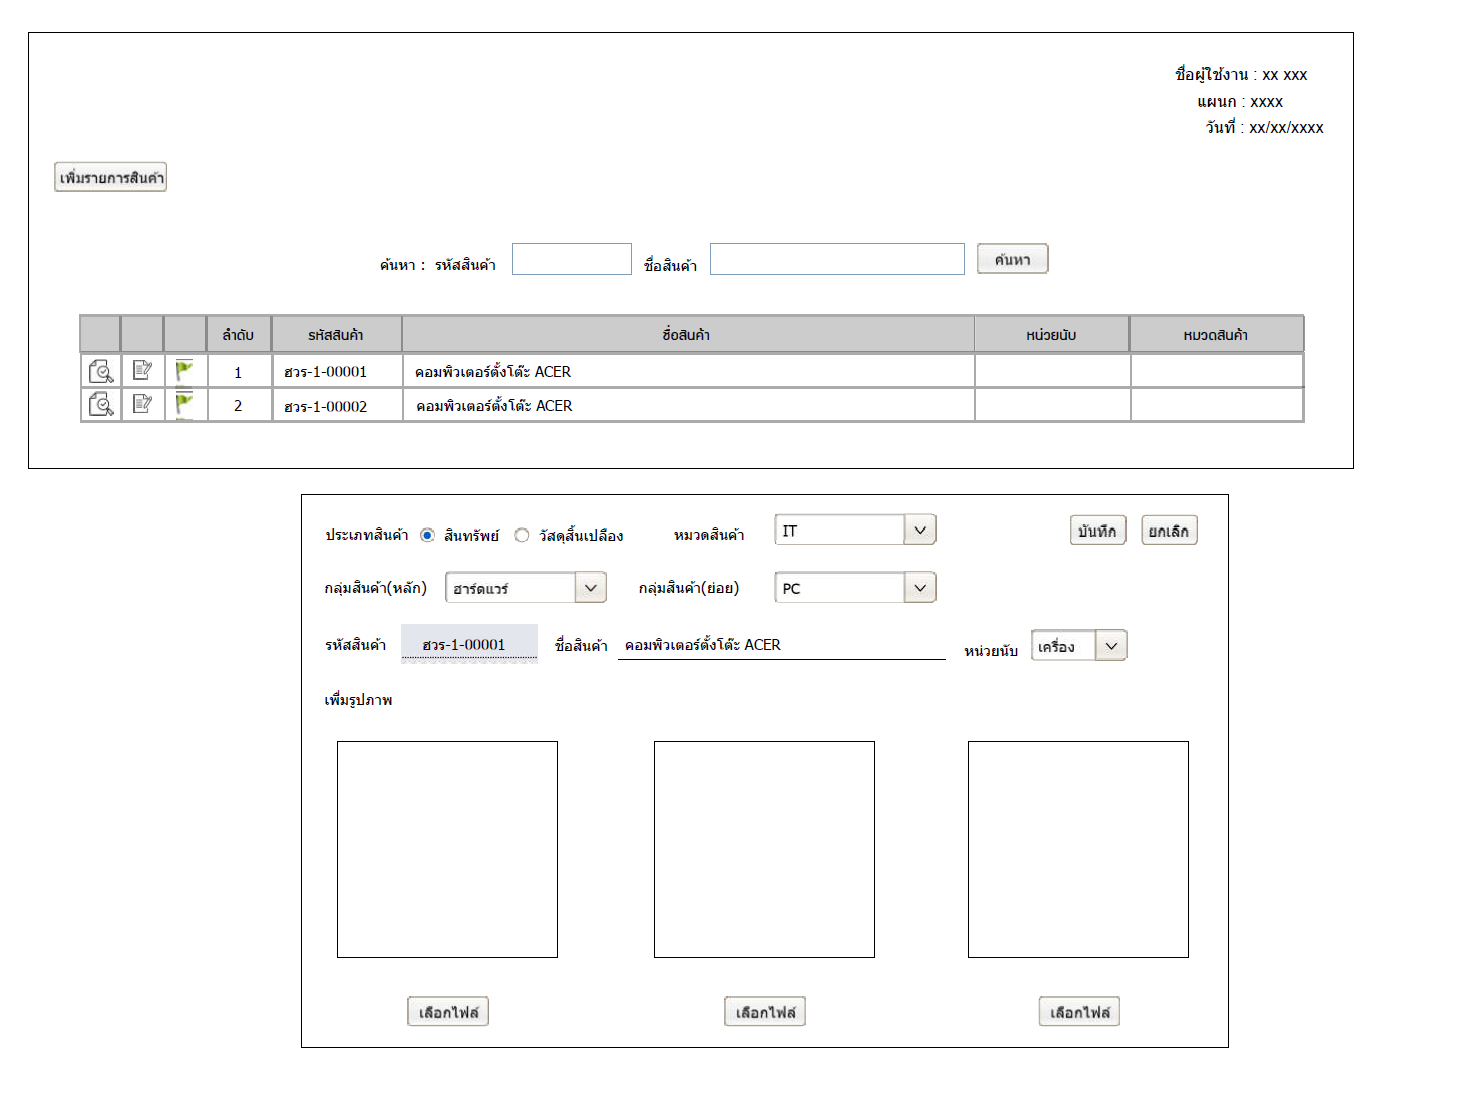 ชื่อผู้ใช้งาน : xx xxx
แผนก : xxxx
วันที่ : xx/xx/xxxx
เพิ่มรายการสินค้า
ค้นหา : รหัสสินค้า ชื่อสินค้า ค้นหา
ลำดับ รหัสสินค้า ชื่อสินค้า หน่วยนับ หมวดสินค้า
1 ฮวร-1-00001 คอมพิวเตอร์ตั้งโต๊ะ ACER
2 ฮวร-1-00002 คอมพิวเตอร์ตั้งโต๊ะ ACER
ประเภทสินค้า สินทรัพย์ วัสดุสิ้นเปลือง หมวดสินค้า IT บันทึก ยกเลิก
กลุ่มสินค้า(หลัก) ฮาร์ดแวร์ กลุ่มสินค้า(ย่อย) PC
รหัสสินค้า ฮวร-1-00001 ชื่อสินค้า คอมพิวเตอร์ตั้งโต๊ะ ACER หน่วยนับ เครื่อง
เพิ่มรูปภาพ
เลือกไฟล์ เลือกไฟล์ เลือกไฟล์